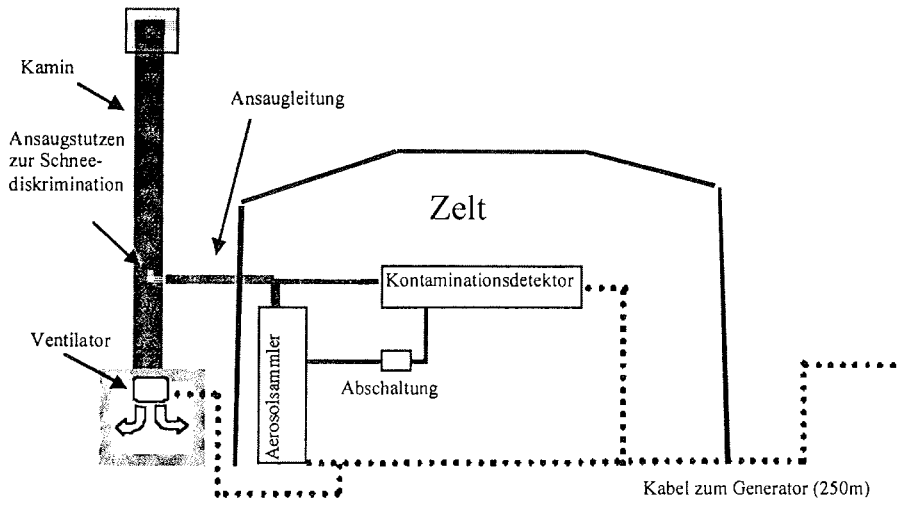 Kamin
Ansaugleitung
Ansaugstutzen
zur Schnee-
diskrimination
Zelt
Kontaminationsdetektor
Ventilator
Abschaltung
Aerosolsammler
Kabel zum Generator (250m)